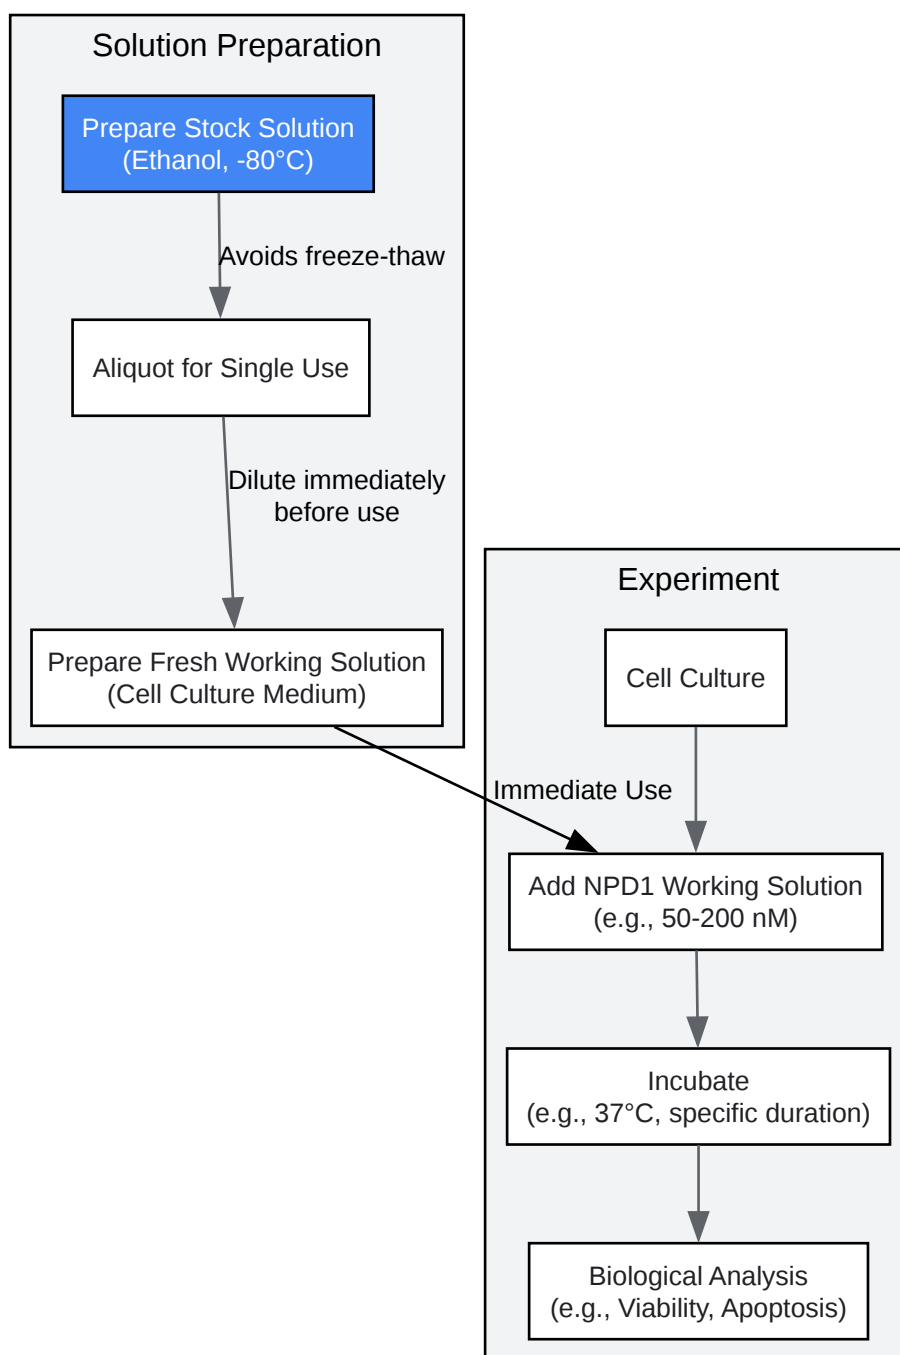 Solution Preparation
Prepare Stock Solution
(Ethanol, -80°C)
Avoids freeze-thaw
Aliquot for Single Use
Dilute immediately
before use
Prepare Fresh Working Solution
(Cell Culture Medium)
Experiment
Cell Culture
Immediate Use
Add NPD1 Working Solution
(e.g., 50-200 nM)
Incubate
(e.g., 37°C, specific duration)
Biological Analysis
(e.g., Viability, Apoptosis)